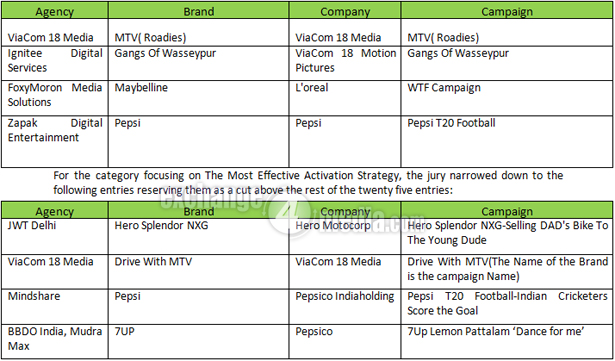 Agency Brand Company Campaign
ViaCom 18 Media MTV( Roadies) ViaCom 18 Media MTV( Roadies)
Ignitee Digital Services Gangs Of Wasseypur ViaCom 18 Motion Pictures Gangs Of Wasseypur
FoxyMoron Media Solutions Maybelline L'oreal WTF Campaign
Zapak Digital Entertainment Pepsi Pepsi Pepsi T20 Football
For the category focusing on The Most Effective Activation Strategy, the jury narrowed down to the
following entries reserving them as a cut above the rest of the twenty five entries:
exchange4media.com
Agency Brand Company Campaign
JWT Delhi Hero Splendor NXG Hero Motocorp Hero Splendor NXG-Selling DAD's Bike To The Young Dude
ViaCom 18 Media Drive With MTV ViaCom 18 Media Drive With MTV(The Name of the Brand is the campaign Name)
Mindshare Pepsi Pepsico Indiaholding Pepsi T20 Football-Indian Cricketers Score the Goal
BBDO India, Mudra Max 7UP Pepsico 7Up Lemon Pattalam ‘Dance for me’